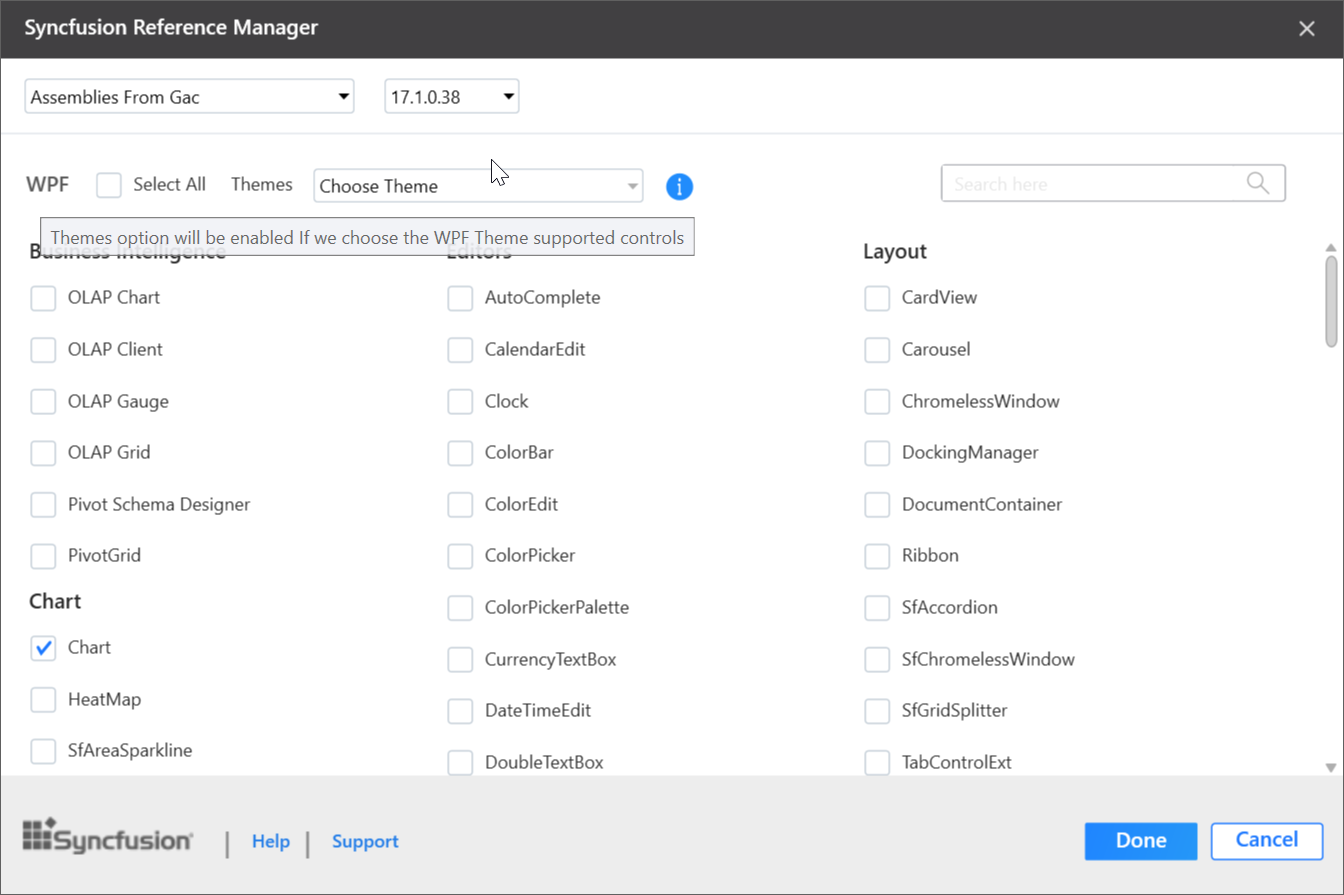 Syncfusion Reference Manager
Assemblies From Gac
17.1.0.38
WPF
Select All
Themes
Choose Theme
Search here
Themes option will be enabled If we choose the WPF Theme supported controls
Business Intelligence
OLAP Chart
OLAP Client
OLAP Gauge
OLAP Grid
Pivot Schema Designer
PivotGrid
Chart
Chart
HeatMap
SfAreaSparkline
Editors
AutoComplete
CalendarEdit
Clock
ColorBar
ColorEdit
ColorPicker
ColorPickerPalette
CurrencyTextBox
DateTimeEdit
DoubleTextBox
Layout
CardView
Carousel
ChromelessWindow
DockingManager
DocumentContainer
Ribbon
SfAccordion
SfChromelessWindow
SfGridSplitter
TabControlExt
Syncfusion®
| Help | Support
Done
Cancel